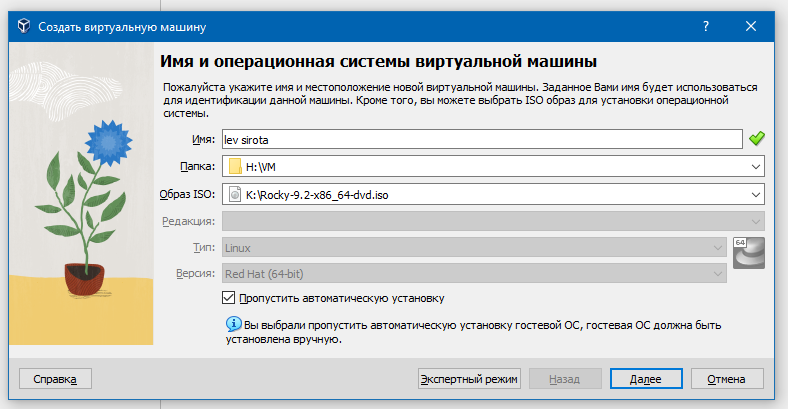 Создать виртуальную машину
Имя и операционная системы виртуальной машины
Пожалуйста укажите имя и местоположение новой виртуальной машины. Заданное Вами имя будет использоваться
для идентификации данной машины. Кроме того, вы можете выбрать ISO образ для установки операционной
системы.
Имя: lev sirota
Папка: H:\VM
Образ ISO: K:\Rocky-9.2-x86_64-dvd.iso
Редакция:
Тип: Linux
64
Версия: Red Hat (64-bit)
Пропустить автоматическую установку
Вы выбрали пропустить автоматическую установку гостевой ОС, гостевая ОС должна быть
установлена вручную.
Справка Экспертный режим Назад Далее Отмена